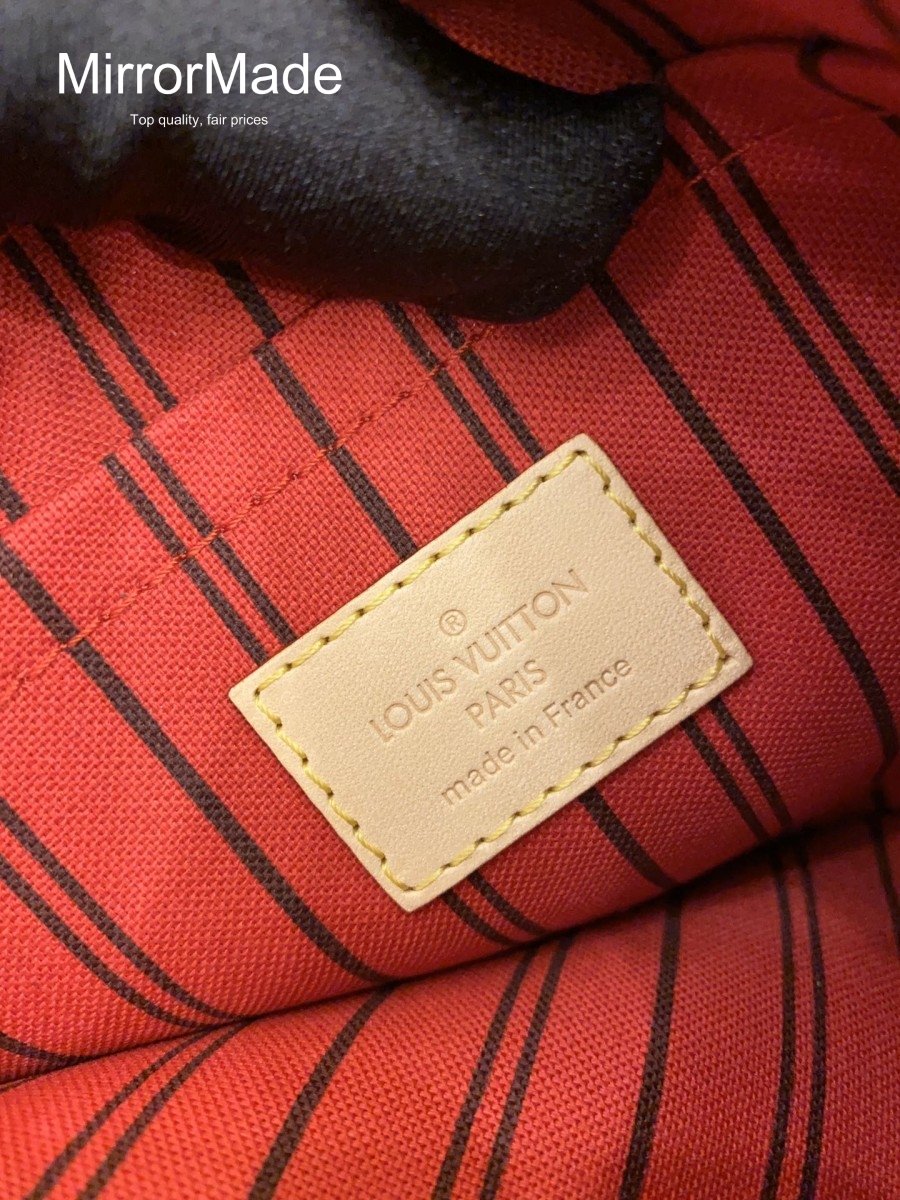 MirrorMade
Top quality, fair prices
®
LOUIS VUITTON
PARIS
made in France